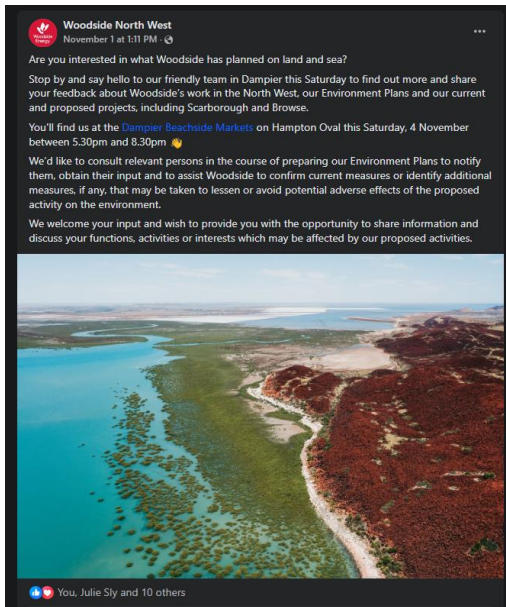 Woodside North West
November 1 at 1:11 PM ·
Woodside
Energy
Are you interested in what Woodside has planned on land and sea?
Stop by and say hello to our friendly team in Dampier this Saturday to find out more and share
your feedback about Woodside's work in the North West, our Environment Plans and our current
and proposed projects, including Scarborough and Browse.
You'll find us at the Dampier Beachside Markets on Hampton Oval this Saturday, 4 November
between 5.30pm and 8.30pm 👋
We'd like to consult relevant persons in the course of preparing our Environment Plans to notify
them, obtain their input and to assist Woodside to confirm current measures or identify additional
measures, if any, that may be taken to lessen or avoid potential adverse effects of the proposed
activity on the environment.
We welcome your input and wish to provide you with the opportunity to share information and
discuss your functions, activities or interests which may be affected by our proposed activities.
You, Julie Sly and 10 others